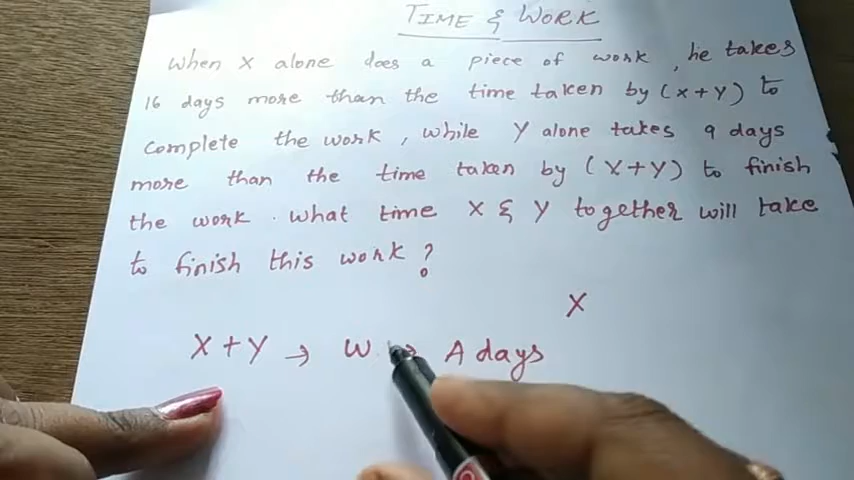 TIME & WORK
When X alone does a piece of work, he takes
16 days more than the time taken by (X+Y) to
complete the work, while Y alone takes 9 days
more than the time taken by (X+Y) to finish
the work. what time X & Y together will take
to finish this work?
X
X+Y → W → A days